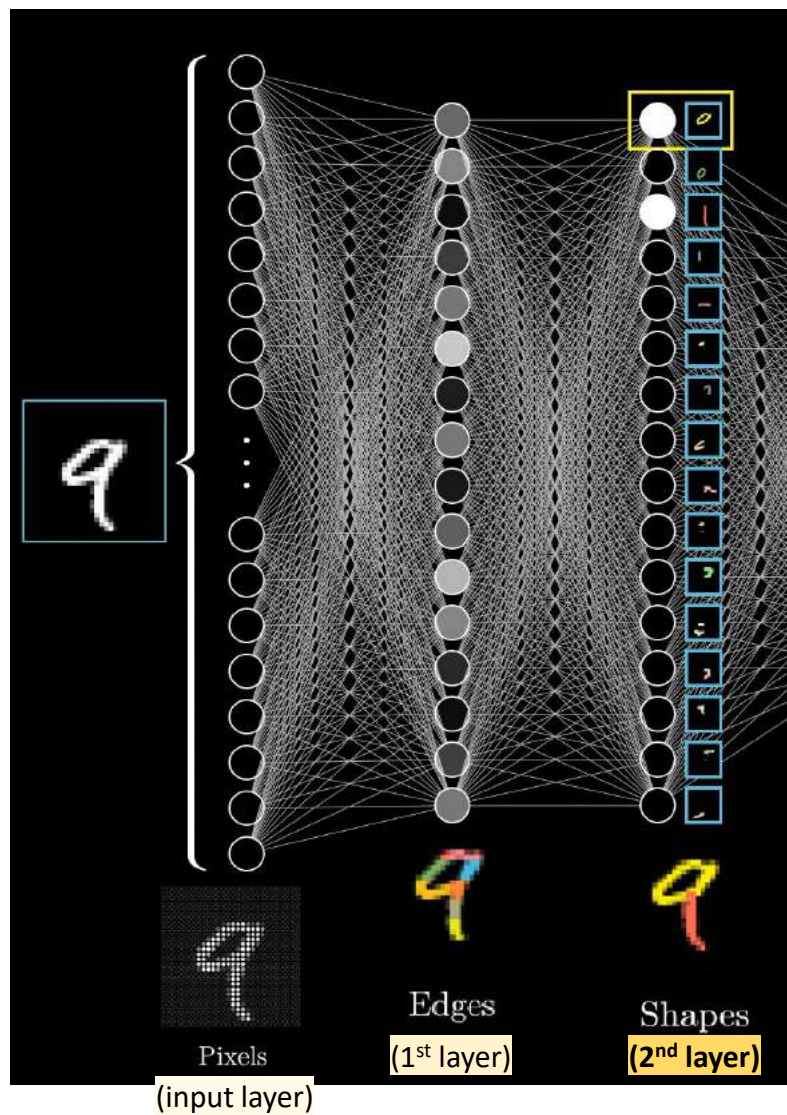 Pixels
(input layer)
Edges
(1st layer)
Shapes
(2nd layer)